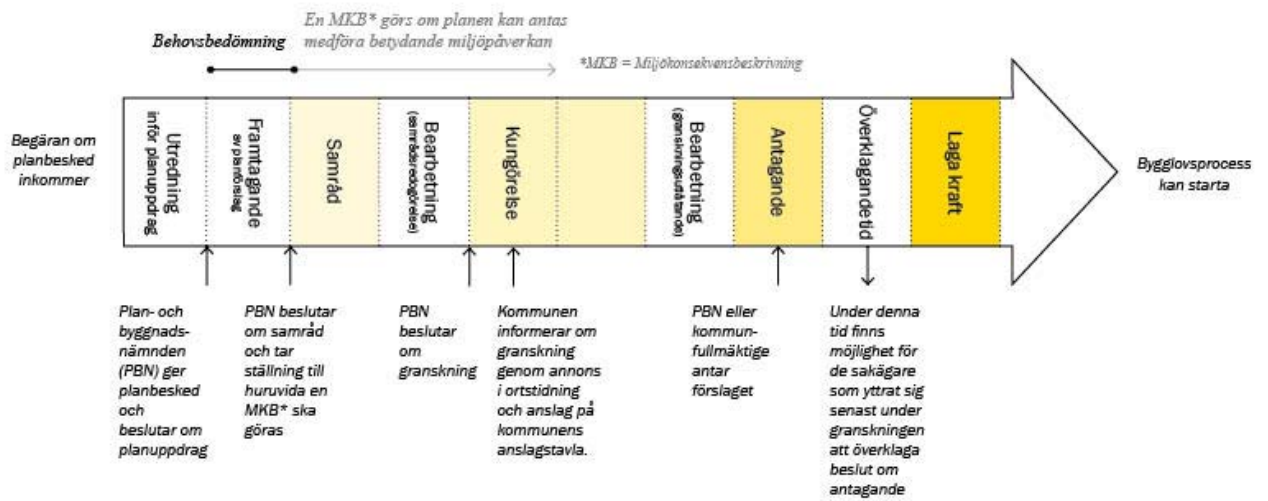 En MKB* görs om planen kan antas
medföra betydande miljöpåverkan
Behovsbedömning
*MKB = Miljökonsekvensbeskrivning
Begäran om
planbesked
inkommer
Utredning
inför planuppdrag
Framtagande
av planförslag
Samråd
Bearbetning
(samrådsredogörelse)
Kungörelse
Bearbetning
(granskningsutlåtande)
Antagande
Överklagandetid
Laga kraft
Bygglovsprocess
kan starta
Plan- och
byggnads-
nämnden
(PBN) ger
planbesked
och
beslutar om
planuppdrag
PBN beslutar
om samråd
och tar
ställning till
huruvida en
MKB* ska
göras
PBN
beslutar
om
granskning
Kommunen
informerar om
granskning
genom annons
i ortstidning
och anslag på
kommunens
anslagstavla.
PBN eller
kommun-
fullmäktige
antar
förslaget
Under denna
tid finns
möjlighet för
de sakägare
som yttrat sig
senast under
granskningen
att överklaga
beslut om
antagande